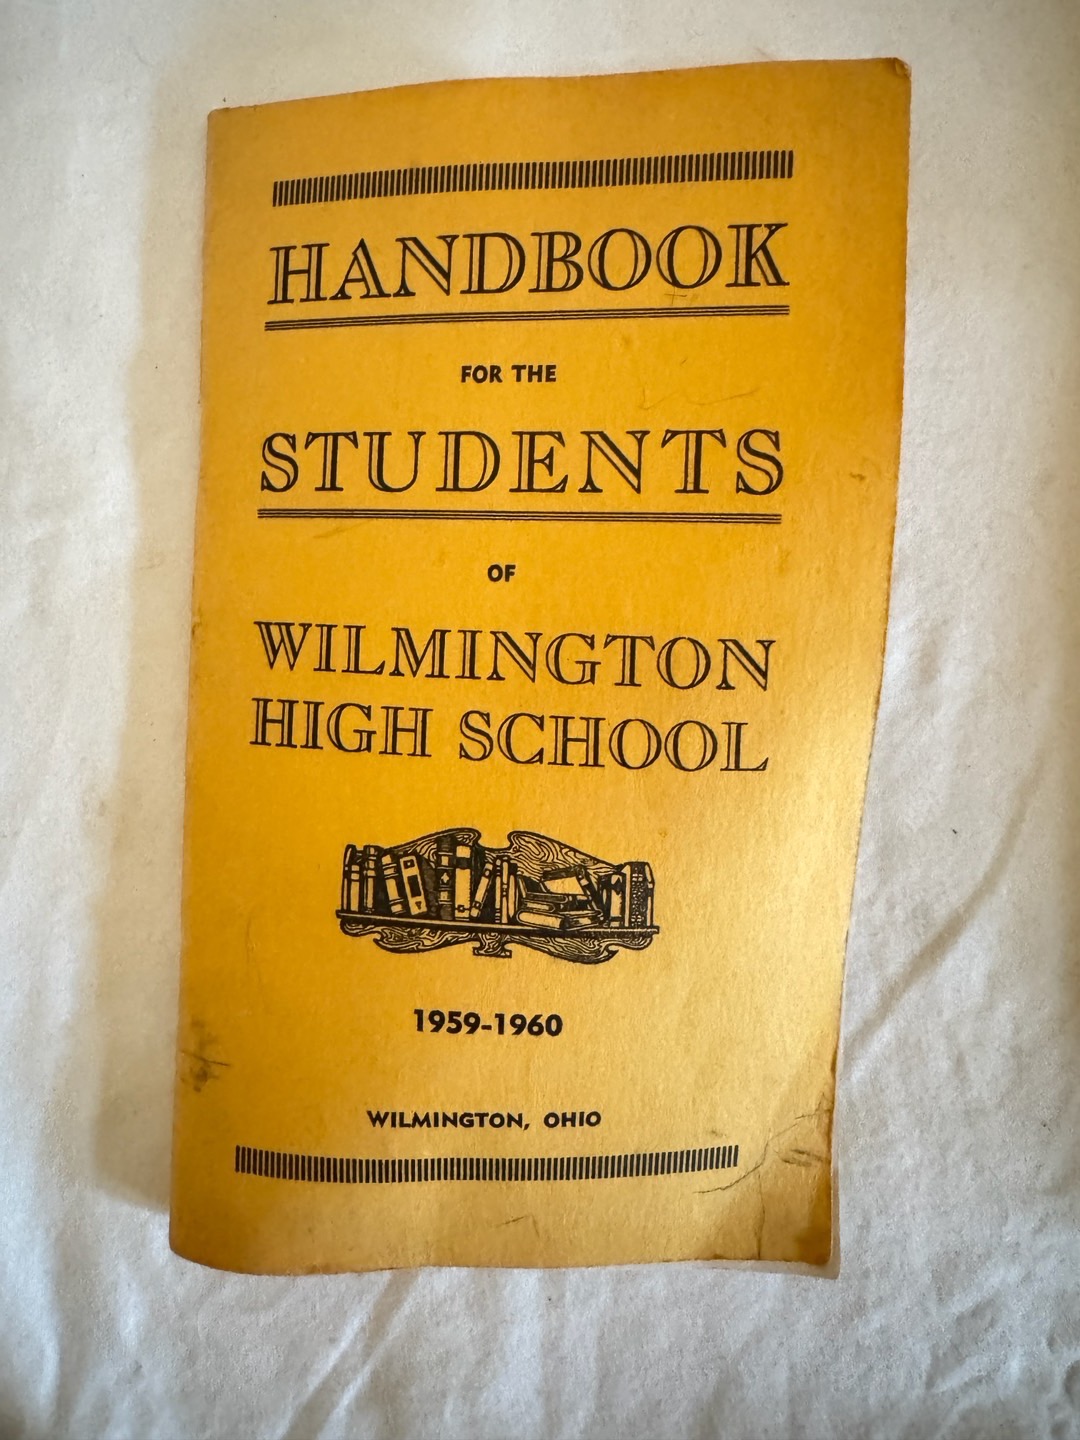 HANDBOOK
FOR THE
STUDENTS
OF
WILMINGTON
HIGH SCHOOL
1959-1960
WILMINGTON, OHIO